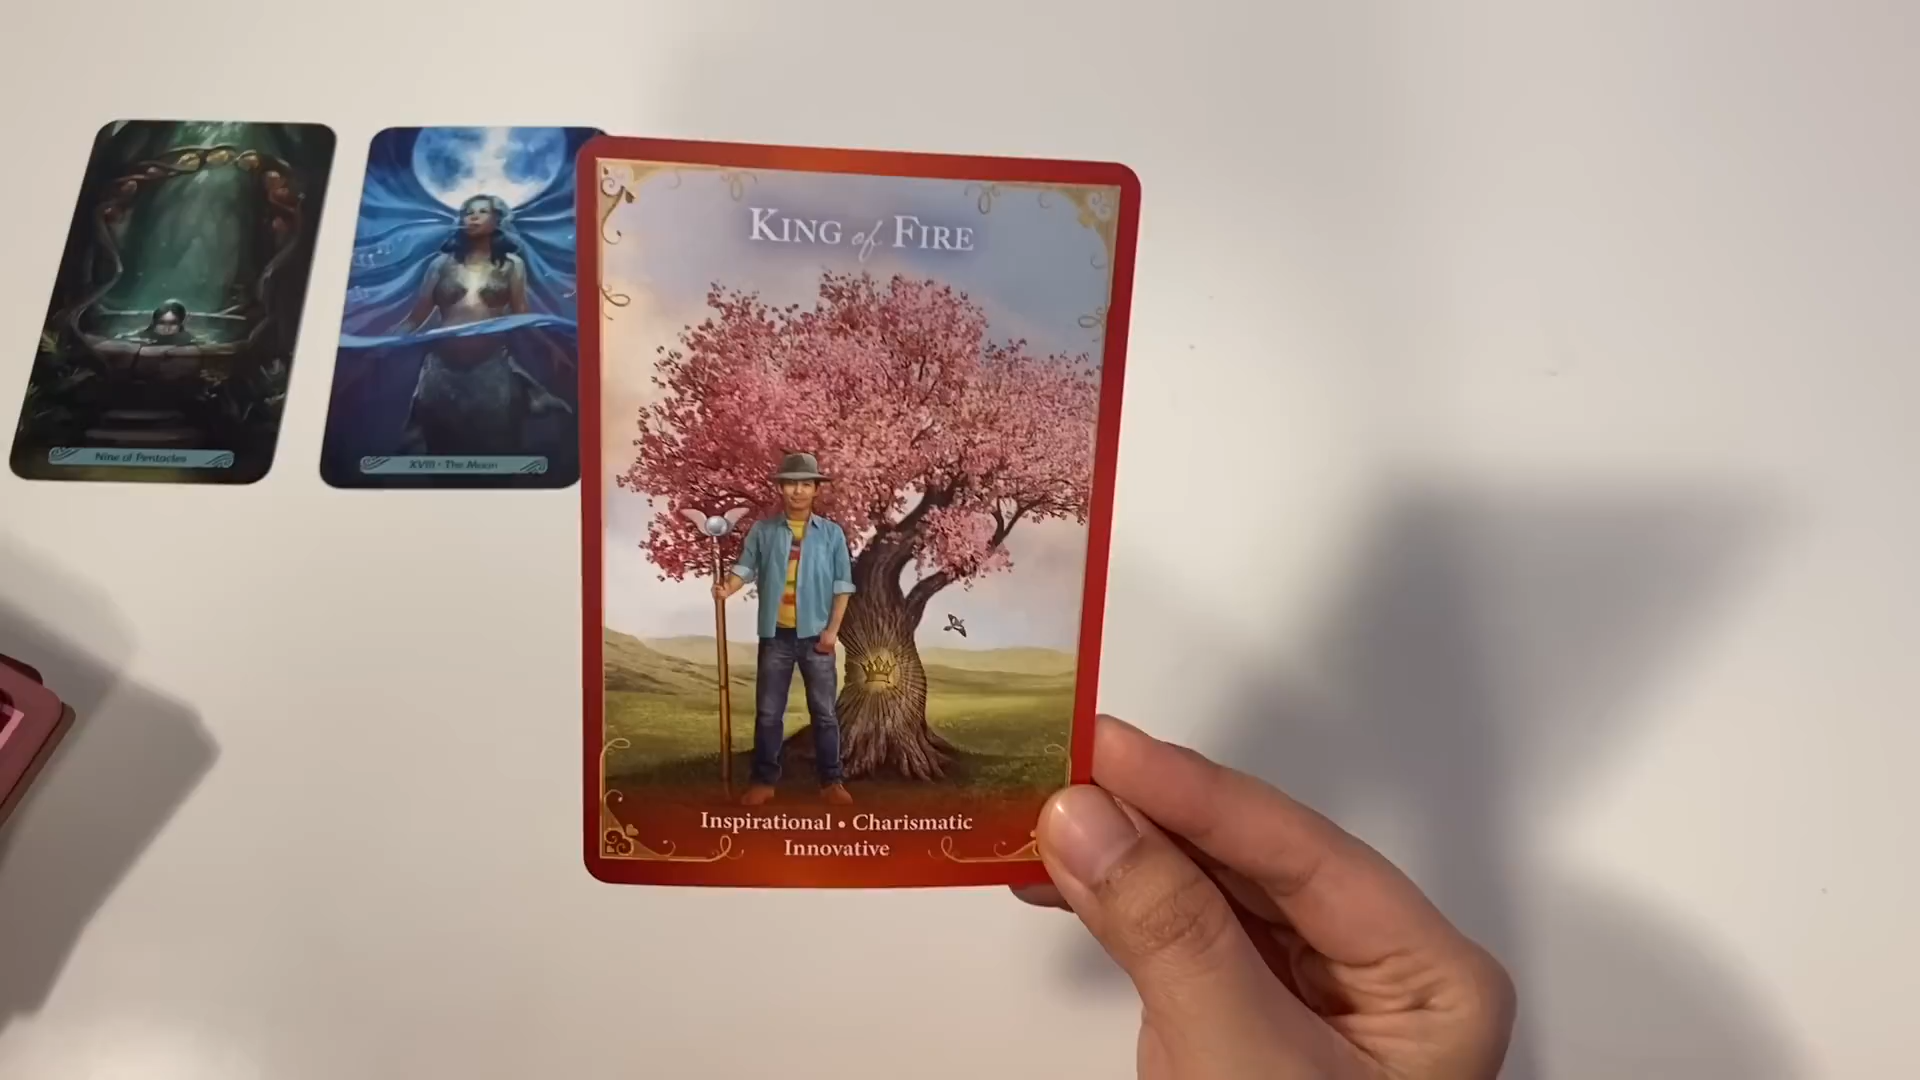 Nine of Pentacles
XVIII • The Moon
KING of FIRE
Inspirational • Charismatic
Innovative